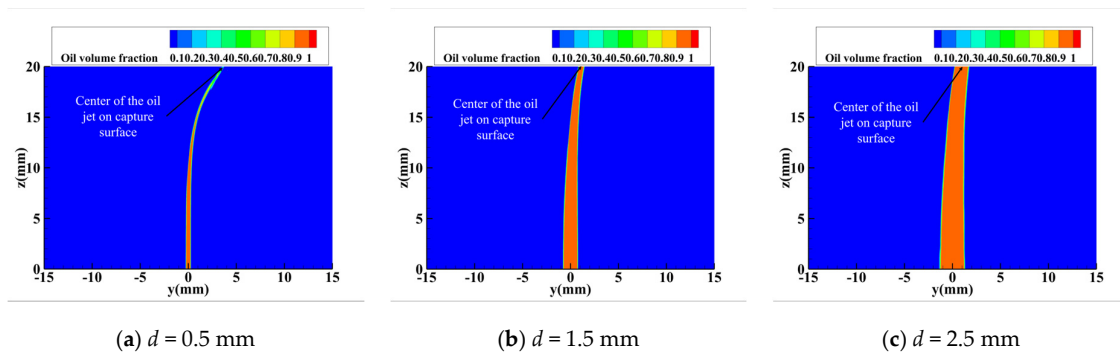 Oil volume fraction 0.10.20.30.40.50.60.70.80.9 1
20
Center of the oil
jet on capture
surface
15
z(mm)
10
5
0
-15 -10 -5 0 5 10 15
y(mm)
(a) d = 0.5 mm
Oil volume fraction 0.10.20.30.40.50.60.70.80.9 1
20
Center of the oil
jet on capture
surface
15
z(mm)
10
5
0
-15 -10 -5 0 5 10 15
y(mm)
(b) d = 1.5 mm
Oil volume fraction 0.10.20.30.40.50.60.70.80.9 1
20
Center of the oil
jet on capture
surface
15
z(mm)
10
5
0
-15 -10 -5 0 5 10 15
y(mm)
(c) d = 2.5 mm